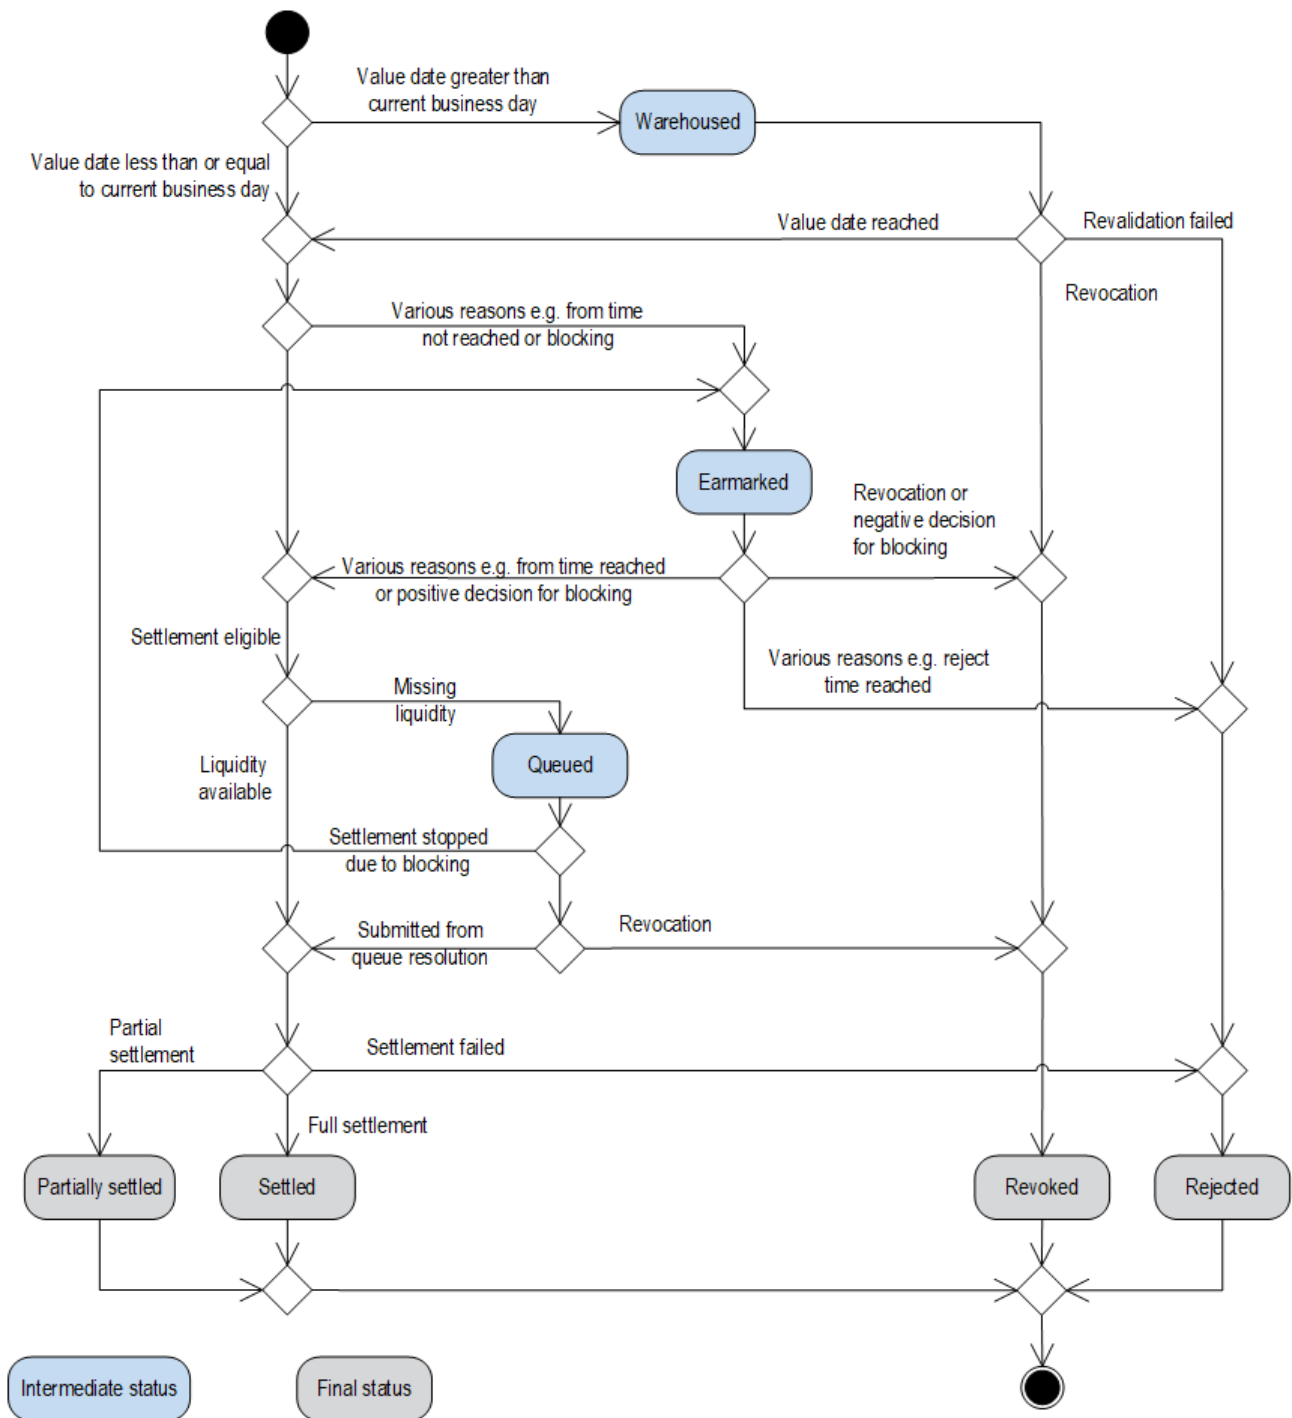 Value date greater than
current business day
Warehoused
Value date less than or equal
to current business day
Value date reached
Revalidation failed
Revocation
Various reasons e.g. from time
not reached or blocking
Earmarked
Revocation or
negative decision
for blocking
Various reasons e.g. from time reached
or positive decision for blocking
Settlement eligible
Various reasons e.g. reject
time reached
Missing
liquidity
Queued
Liquidity
available
Settlement stopped
due to blocking
Submitted from
queue resolution
Revocation
Partial
settlement
Settlement failed
Full settlement
Partially settled
Settled
Revoked
Rejected
Intermediate status
Final status